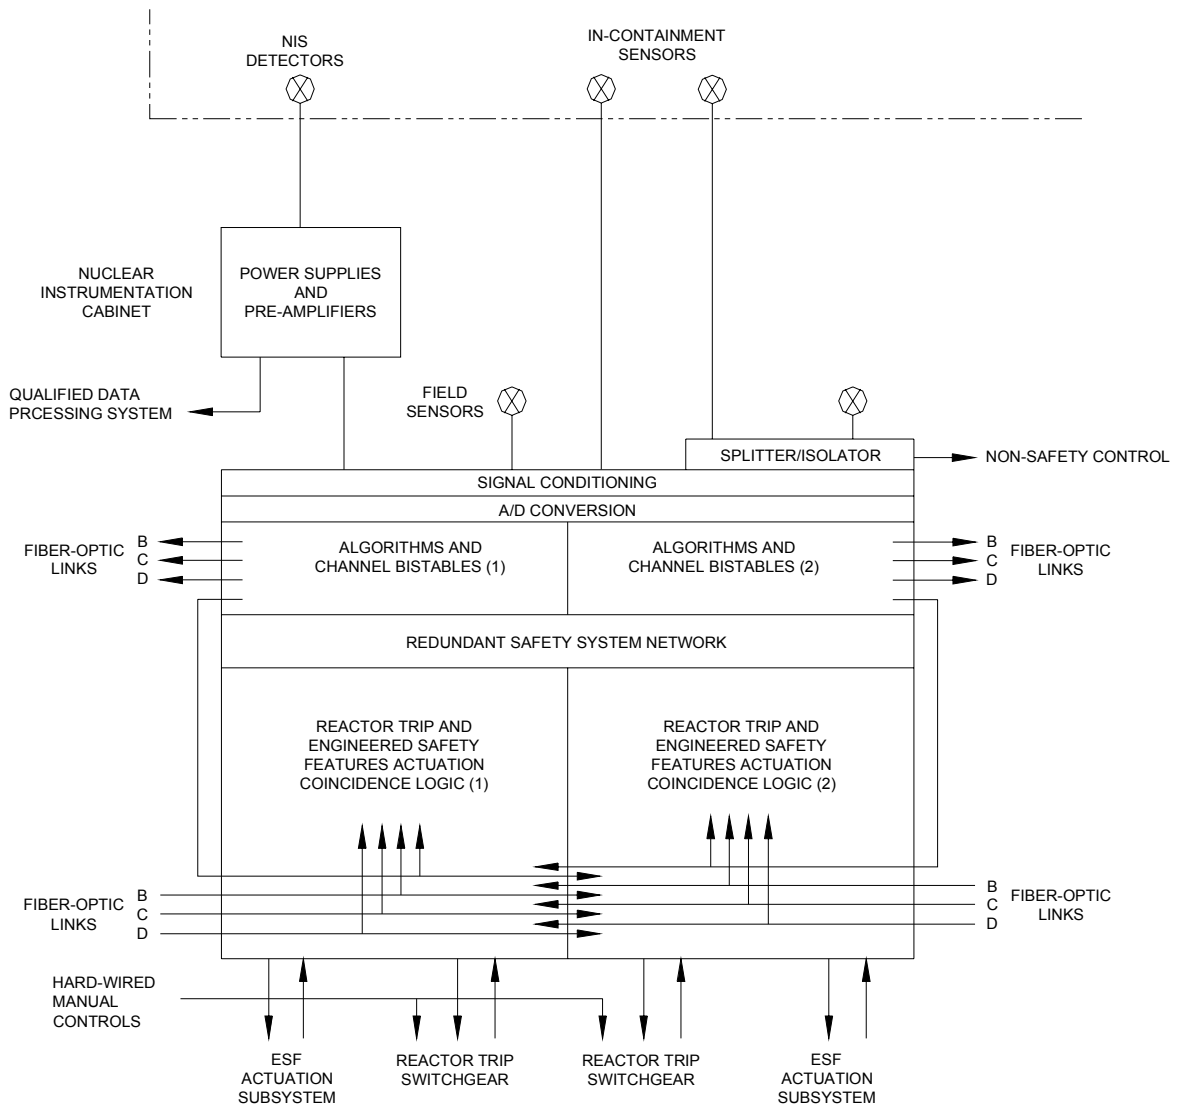 NIS
DETECTORS
IN-CONTAINMENT
SENSORS
NUCLEAR
INSTRUMENTATION
CABINET
POWER SUPPLIES
AND
PRE-AMPLIFIERS
QUALIFIED DATA
PRCESSING SYSTEM
FIELD
SENSORS
SPLITTER/ISOLATOR
NON-SAFETY CONTROL
SIGNAL CONDITIONING
A/D CONVERSION
FIBER-OPTIC
LINKS
B
C
D
ALGORITHMS AND
CHANNEL BISTABLES (1)
ALGORITHMS AND
CHANNEL BISTABLES (2)
B
C
D
FIBER-OPTIC
LINKS
REDUNDANT SAFETY SYSTEM NETWORK
REACTOR TRIP AND
ENGINEERED SAFETY
FEATURES ACTUATION
COINCIDENCE LOGIC (1)
REACTOR TRIP AND
ENGINEERED SAFETY
FEATURES ACTUATION
COINCIDENCE LOGIC (2)
FIBER-OPTIC
LINKS
B
C
D
B
C
D
FIBER-OPTIC
LINKS
HARD-WIRED
MANUAL
CONTROLS
ESF
ACTUATION
SUBSYSTEM
REACTOR TRIP
SWITCHGEAR
REACTOR TRIP
SWITCHGEAR
ESF
ACTUATION
SUBSYSTEM